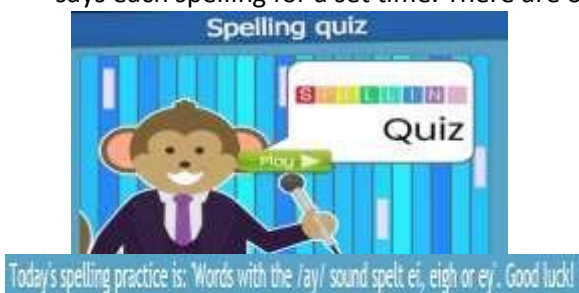 says each spelling for a set time. There are
Spelling quiz
SPELLING
Quiz
Play
Today's spelling practice is: 'Words with the /ay/ sound spelt ei, eigh or ey'. Good luck!